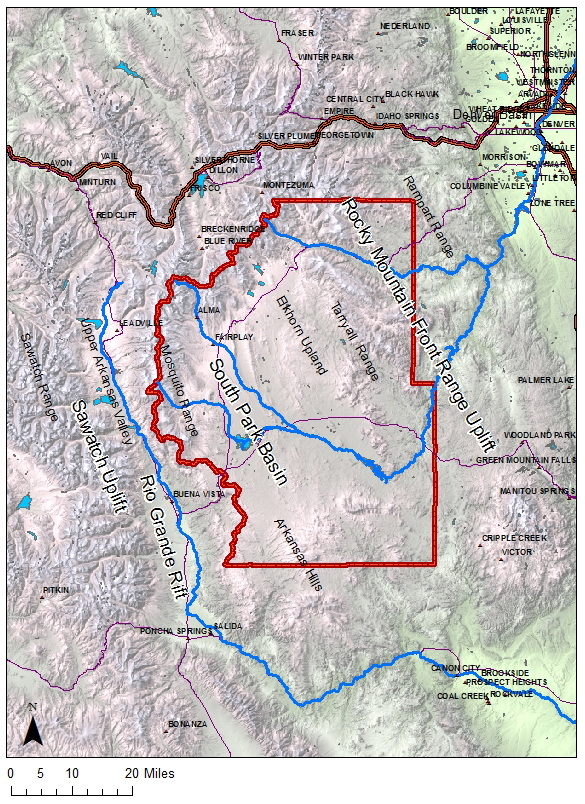 BOULDER
LAFAYETTE
LOUISVILLE
NEDERLAND
SUPERIOR
FRASER
BROOMFIELD
NORTHGLENN
WINTER PARK
THORNTON
WESTMINSTER
BLACK HAWK
ARVADA
CENTRAL CITY
EMPIRE
IDAHO SPRINGS
Denver Basin
DENVER
SILVER PLUME
GEORGETOWN
LAKEWOOD
GLENDALE
AVON
VAIL
SILVERTHORNE
DILLON
MORRISON
BOW MAR
MINTURN
FRISCO
MONTEZUMA
COLUMBINE VALLEY
LITTLETON
RED CLIFF
LONE TREE
BRECKENRIDGE
BLUE RIVER
Rampart Range
Rocky Mountain Front Range Uplift
ALMA
LEADVILLE
FAIRPLAY
Elkhorn Upland
Tarryall Range
Sawatch Range
Upper Arkansas Valley
Mosquito Range
South Park Basin
PALMER LAKE
Sawatch Uplift
WOODLAND PARK
GREEN MOUNTAIN FALLS
Rio Grande Rift
BUENA VISTA
MANITOU SPRINGS
Arkansas Hills
CRIPPLE CREEK
VICTOR
PITKIN
PONCHA SPRINGS
SALIDA
CANON CITY
BROOKSIDE
PROSPECT HEIGHTS
COAL CREEK
ROCKVALE
BONANZA
N
0 5 10 20 Miles